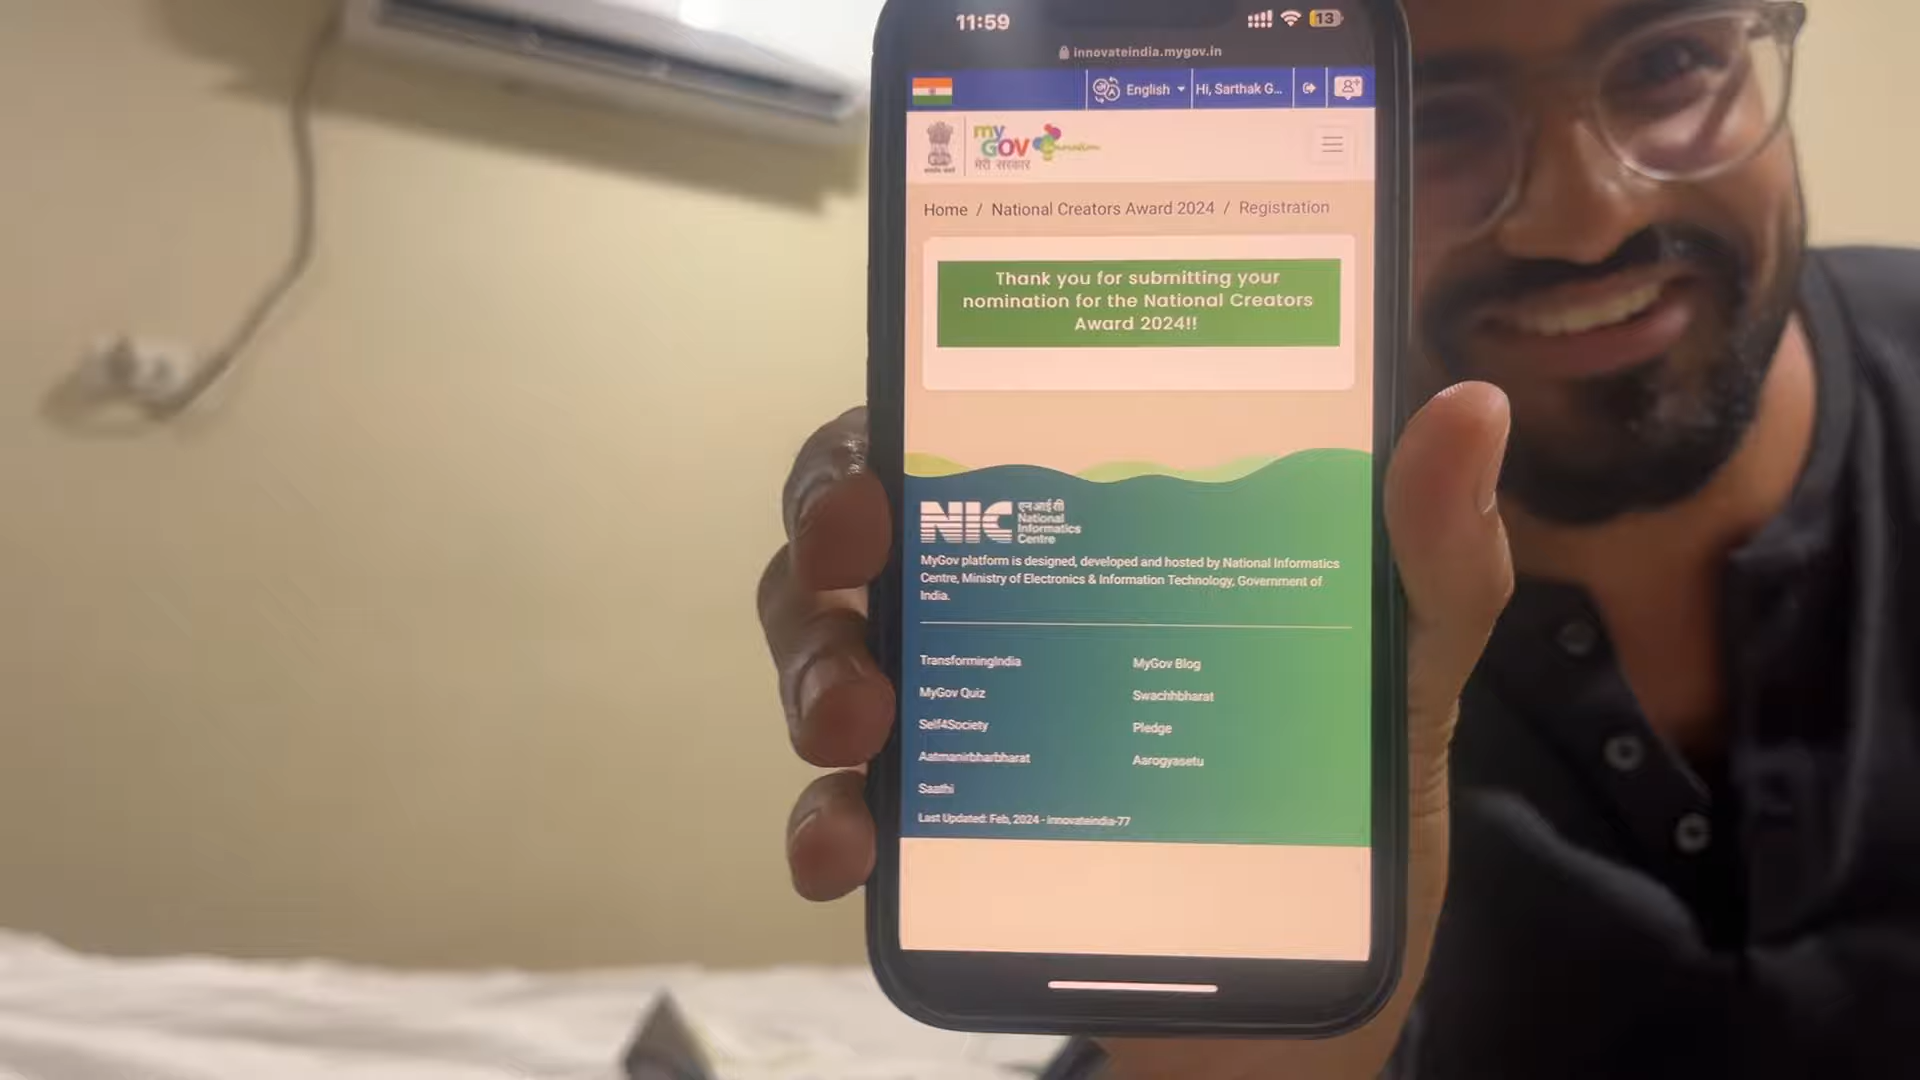 11:59
13
innovateindia.mygov.in
English
Hi, Sarthak G...
my
GOV
मेरी सरकार
Home / National Creators Award 2024 / Registration
Thank you for submitting your
nomination for the National Creators
Award 2024!!
NIC
एन आई सी
National
Informatics
Centre
MyGov platform is designed, developed and hosted by National Informatics
Centre, Ministry of Electronics & Information Technology, Government of
India.
TransformingIndia
MyGov Blog
MyGov Quiz
Swachhbharat
Self4Society
Pledge
Aatmanirbharbharat
Aarogyasetu
Saathi
Last Updated: Feb, 2024 - innovateindia-77